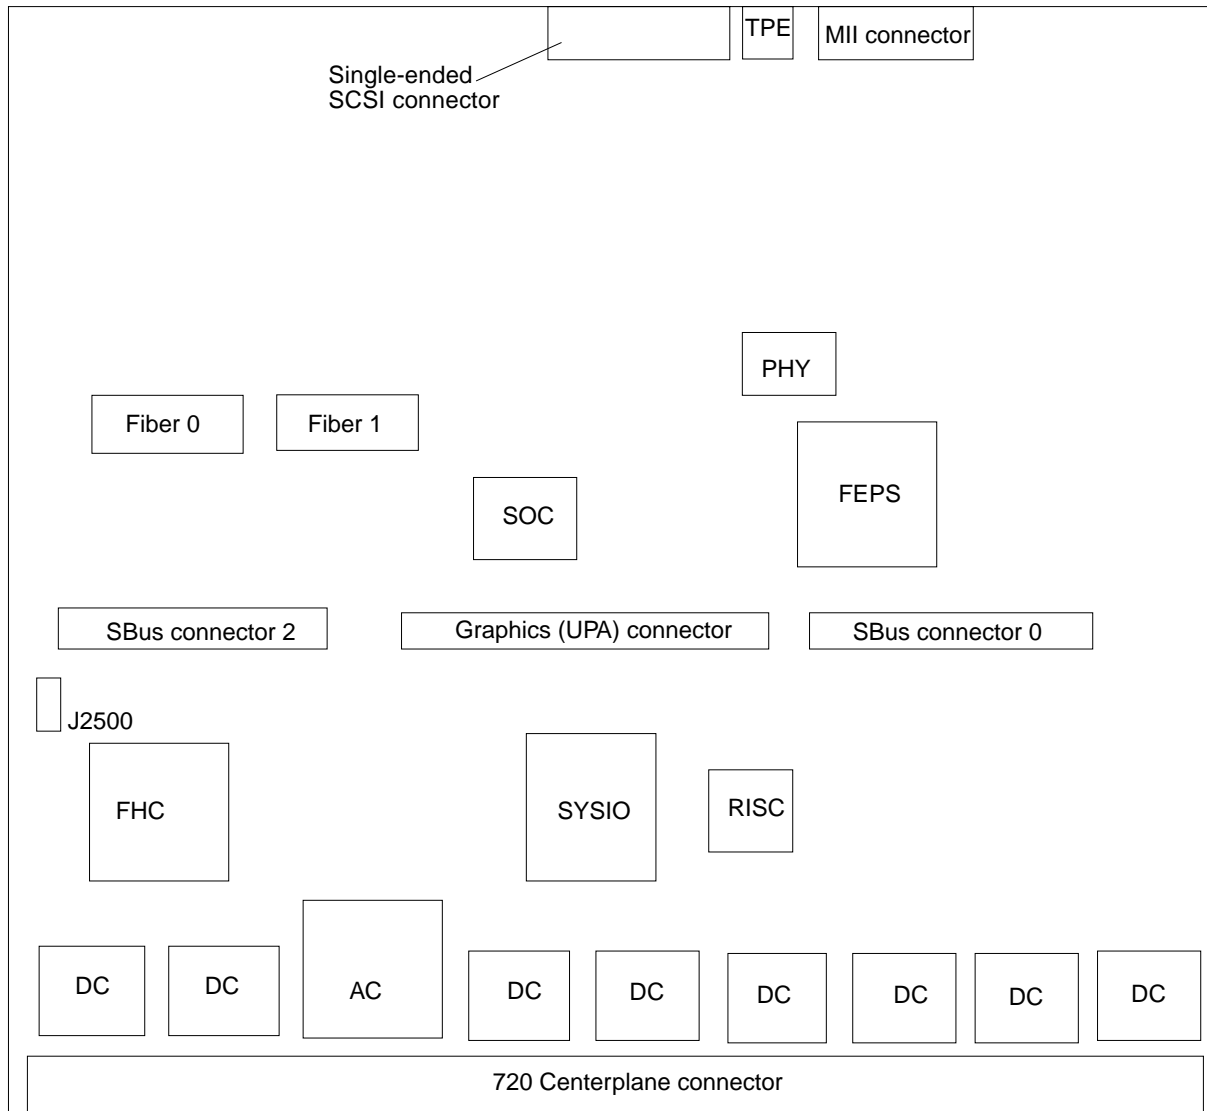 TPE
MII connector
Single-ended
SCSI connector
PHY
Fiber 0
Fiber 1
FEPS
SOC
SBus connector 2
Graphics (UPA) connector
SBus connector 0
J2500
FHC
SYSIO
RISC
DC
DC
AC
DC
DC
DC
DC
DC
DC
720 Centerplane connector